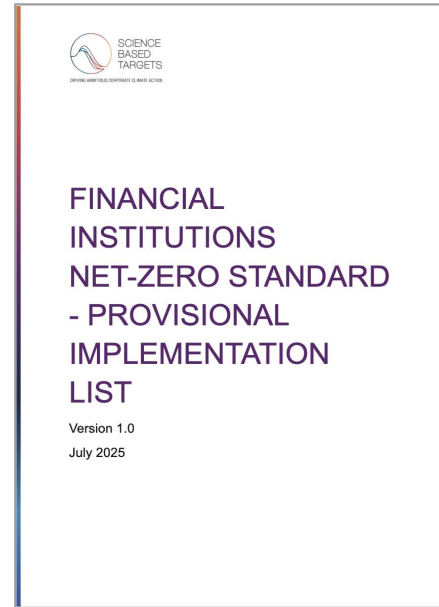 SCIENCE
BASED
TARGETS
DRIVING AMBITIOUS CORPORATE CLIMATE ACTION
FINANCIAL
INSTITUTIONS
NET-ZERO STANDARD
- PROVISIONAL
IMPLEMENTATION
LIST
Version 1.0
July 2025